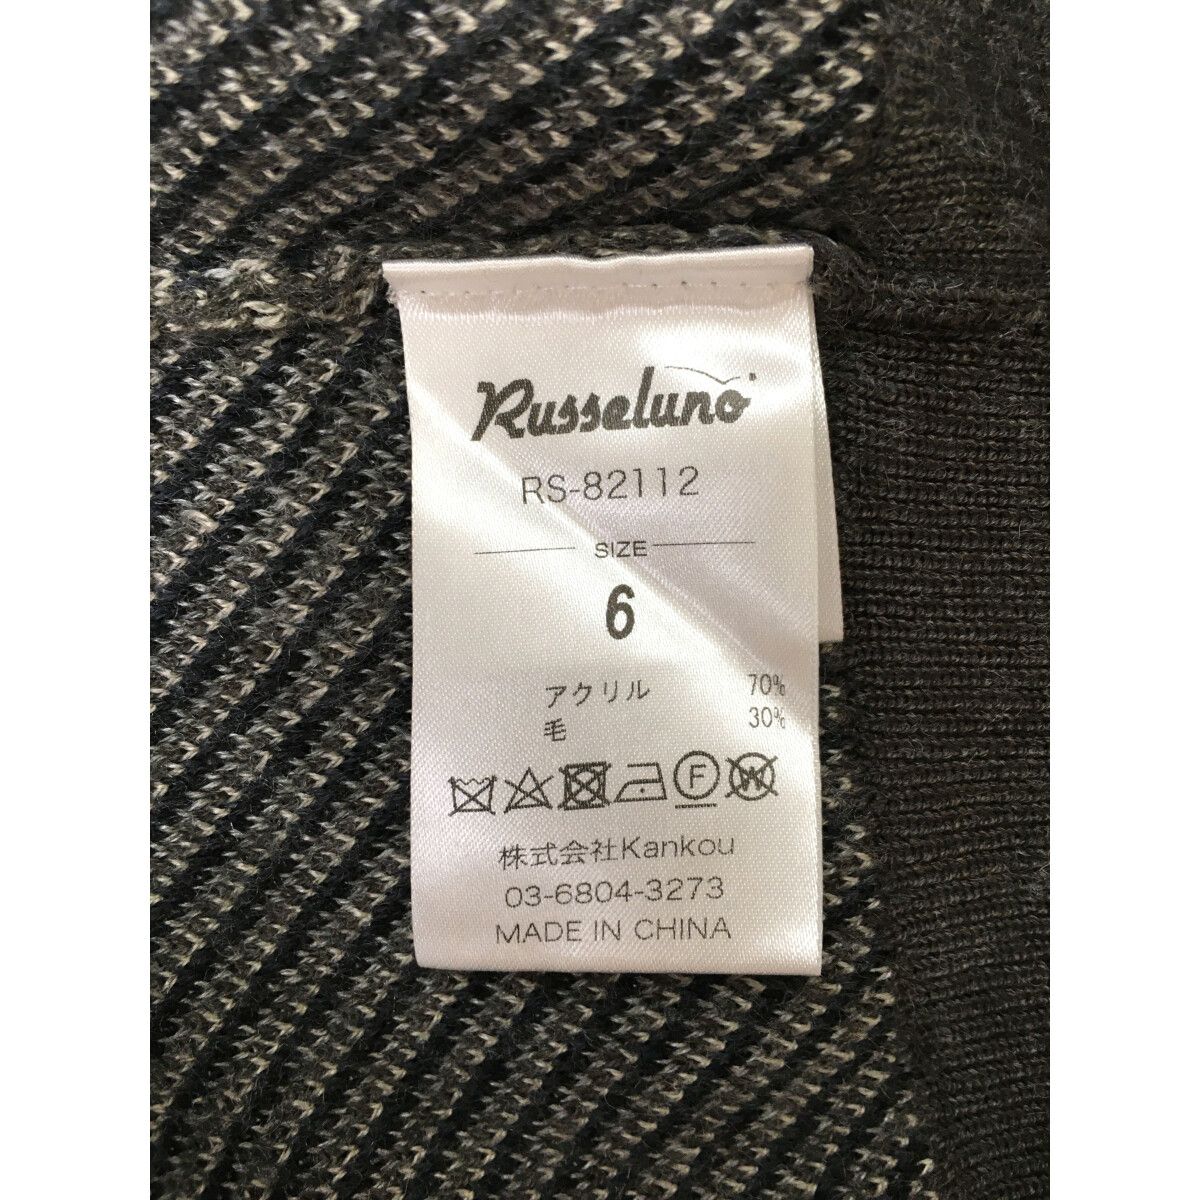 Russeluno
RS-82112
SIZE
6
アクリル 70%
毛 30%
F W
株式会社Kankou
03-6804-3273
MADE IN CHINA